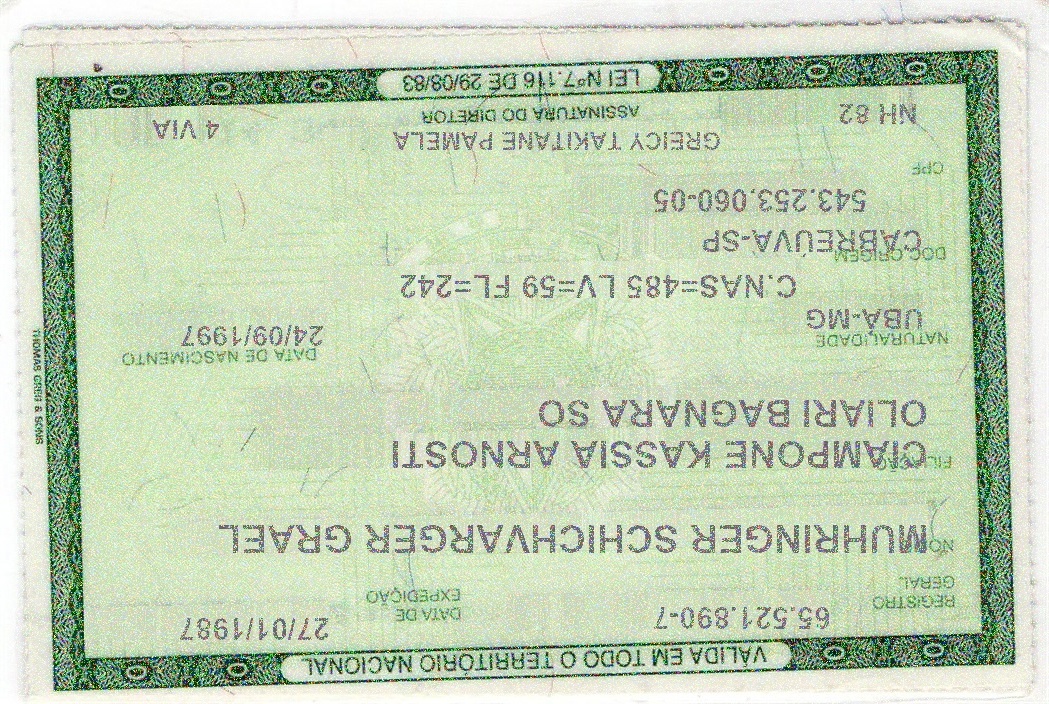 VÁLIDA EM TODO O TERRITÓRIO NACIONAL
REGISTRO GERAL 65.521.890-7 DATA DE EXPEDIÇÃO 27/01/1987
NOME MUHRINGER SCHICHVARGER GRAEL
FILIAÇÃO
CIAMPONE KASSIA ARNOSTI
OLIARI BAGNARA SO
NATURALIDADE DATA DE NASCIMENTO
UBÁ-MG 24/09/1997
C.NAS=485 LV=59 FL=242
DOC.ORIGEM
CABREÚVA-SP
543.253.060-05
CPF
GREICY TAKITANE PAMELA
NH 82 ASSINATURA DO DIRETOR 4 VIA
LEI Nº7.116 DE 29/08/83
THOMAS GREG & SONS